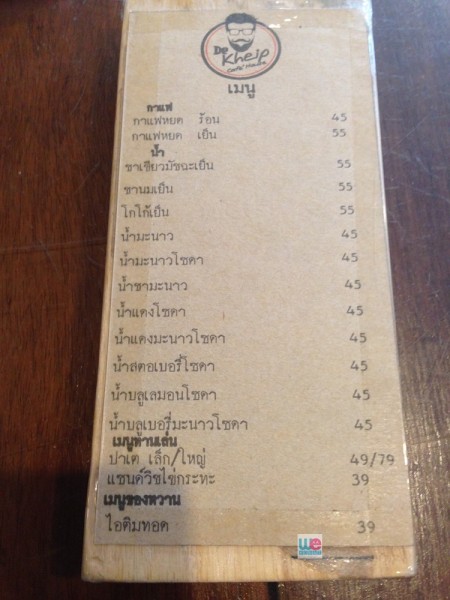 De
Kheip
Café House
เมนู
กาแฟ
กาแฟหยด ร้อน 45
กาแฟหยด เย็น 55
น้ำ
ชาเขียวมัชฉะเย็น 55
ชานมเย็น 55
โกโก้เย็น 55
น้ำมะนาว 45
น้ำมะนาวโซดา 45
น้ำชามะนาว 45
น้ำแดงโซดา 45
น้ำแดงมะนาวโซดา 45
น้ำสตอเบอรี่โซดา 45
น้ำบลูเลมอนโซดา 45
น้ำบลูเบอรี่มะนาวโซดา 45
เมนูทานเล่น
ปาเต เล็ก/ใหญ่ 49/79
แซนด์วิชไข่กระทะ 39
เมนูของหวาน
ไอติมทอด 39
we